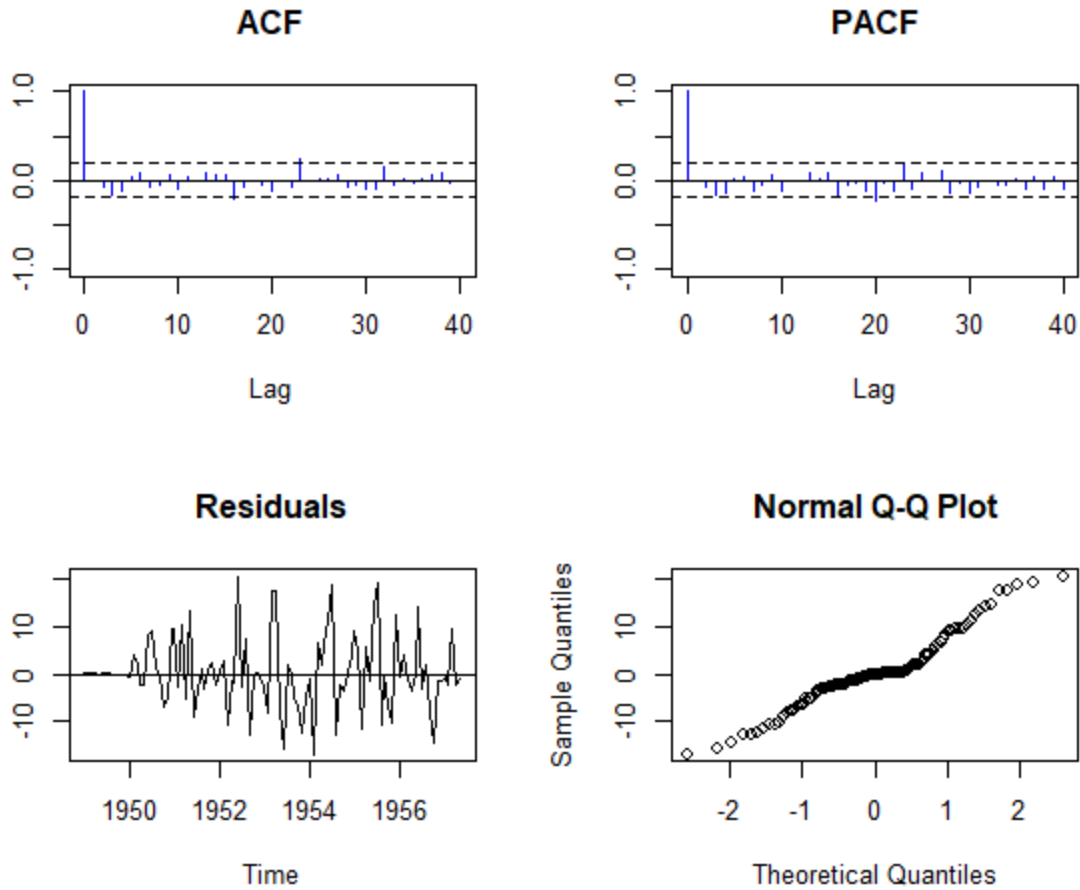 ACF
1.0
0.0
-1.0
0 10 20 30 40
Lag
PACF
1.0
0.0
-1.0
0 10 20 30 40
Lag
Residuals
10
0
-10
1950 1952 1954 1956
Time
Normal Q-Q Plot
Sample Quantiles
10
0
-10
-2 -1 0 1 2
Theoretical Quantiles